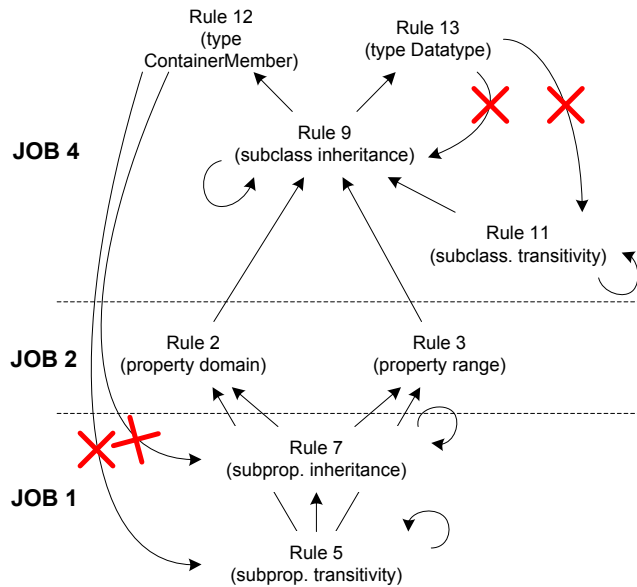 Rule 12
(type
ContainerMember)
Rule 13
(type Datatype)
JOB 4
Rule 9
(subclass inheritance)
Rule 11
(subclass. transitivity)
JOB 2
Rule 2
(property domain)
Rule 3
(property range)
Rule 7
(subprop. inheritance)
JOB 1
Rule 5
(subprop. transitivity)